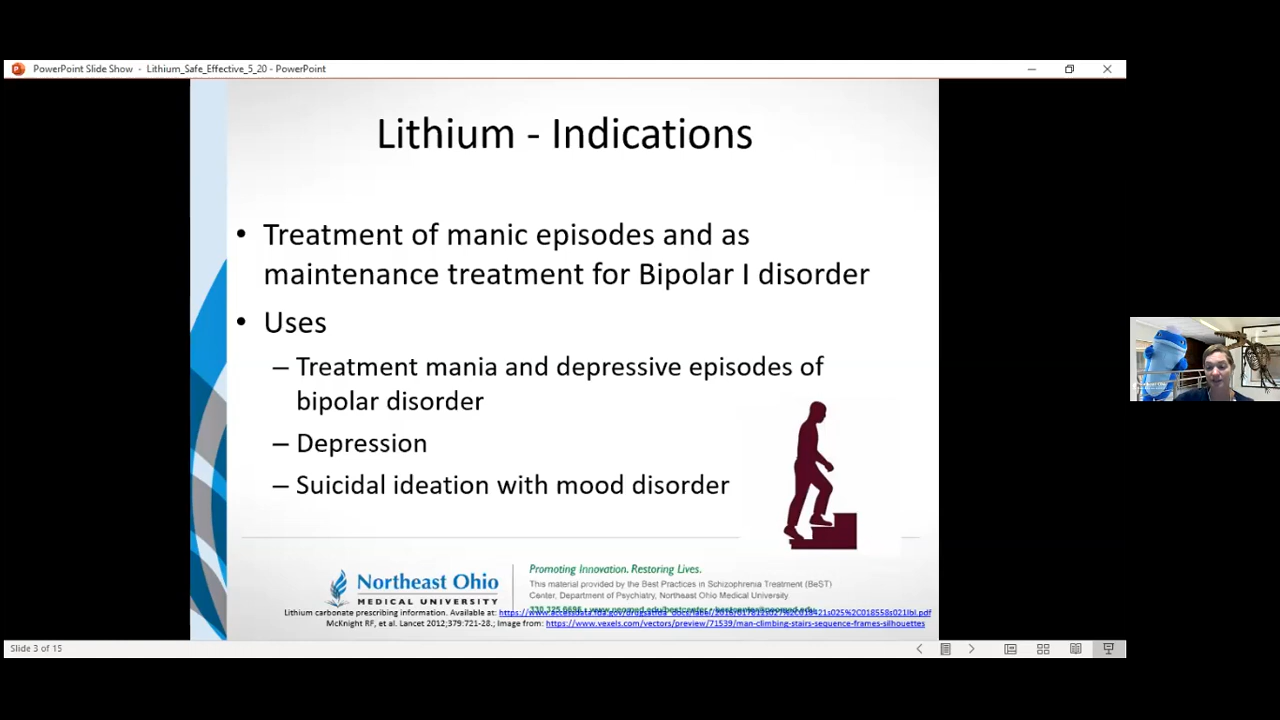 PowerPoint Slide Show - Lithium_Safe_Effective_5_20 - PowerPoint
Lithium - Indications
• Treatment of manic episodes and as
maintenance treatment for Bipolar I disorder
• Uses
– Treatment mania and depressive episodes of
bipolar disorder
– Depression
– Suicidal ideation with mood disorder
Northeast Ohio
MEDICAL UNIVERSITY
Promoting Innovation. Restoring Lives.
This material provided by the Best Practices in Schizophrenia Treatment (BeST)
Center, Department of Psychiatry, Northeast Ohio Medical University
Lithium carbonate prescribing information. Available at:
McKnight RF, et al. Lancet 2012;379:721-28.; Image from: https://www.vexels.com/vectors/preview/71539/man-climbing-stairs-sequence-frames-silhouettes
Slide 3 of 15